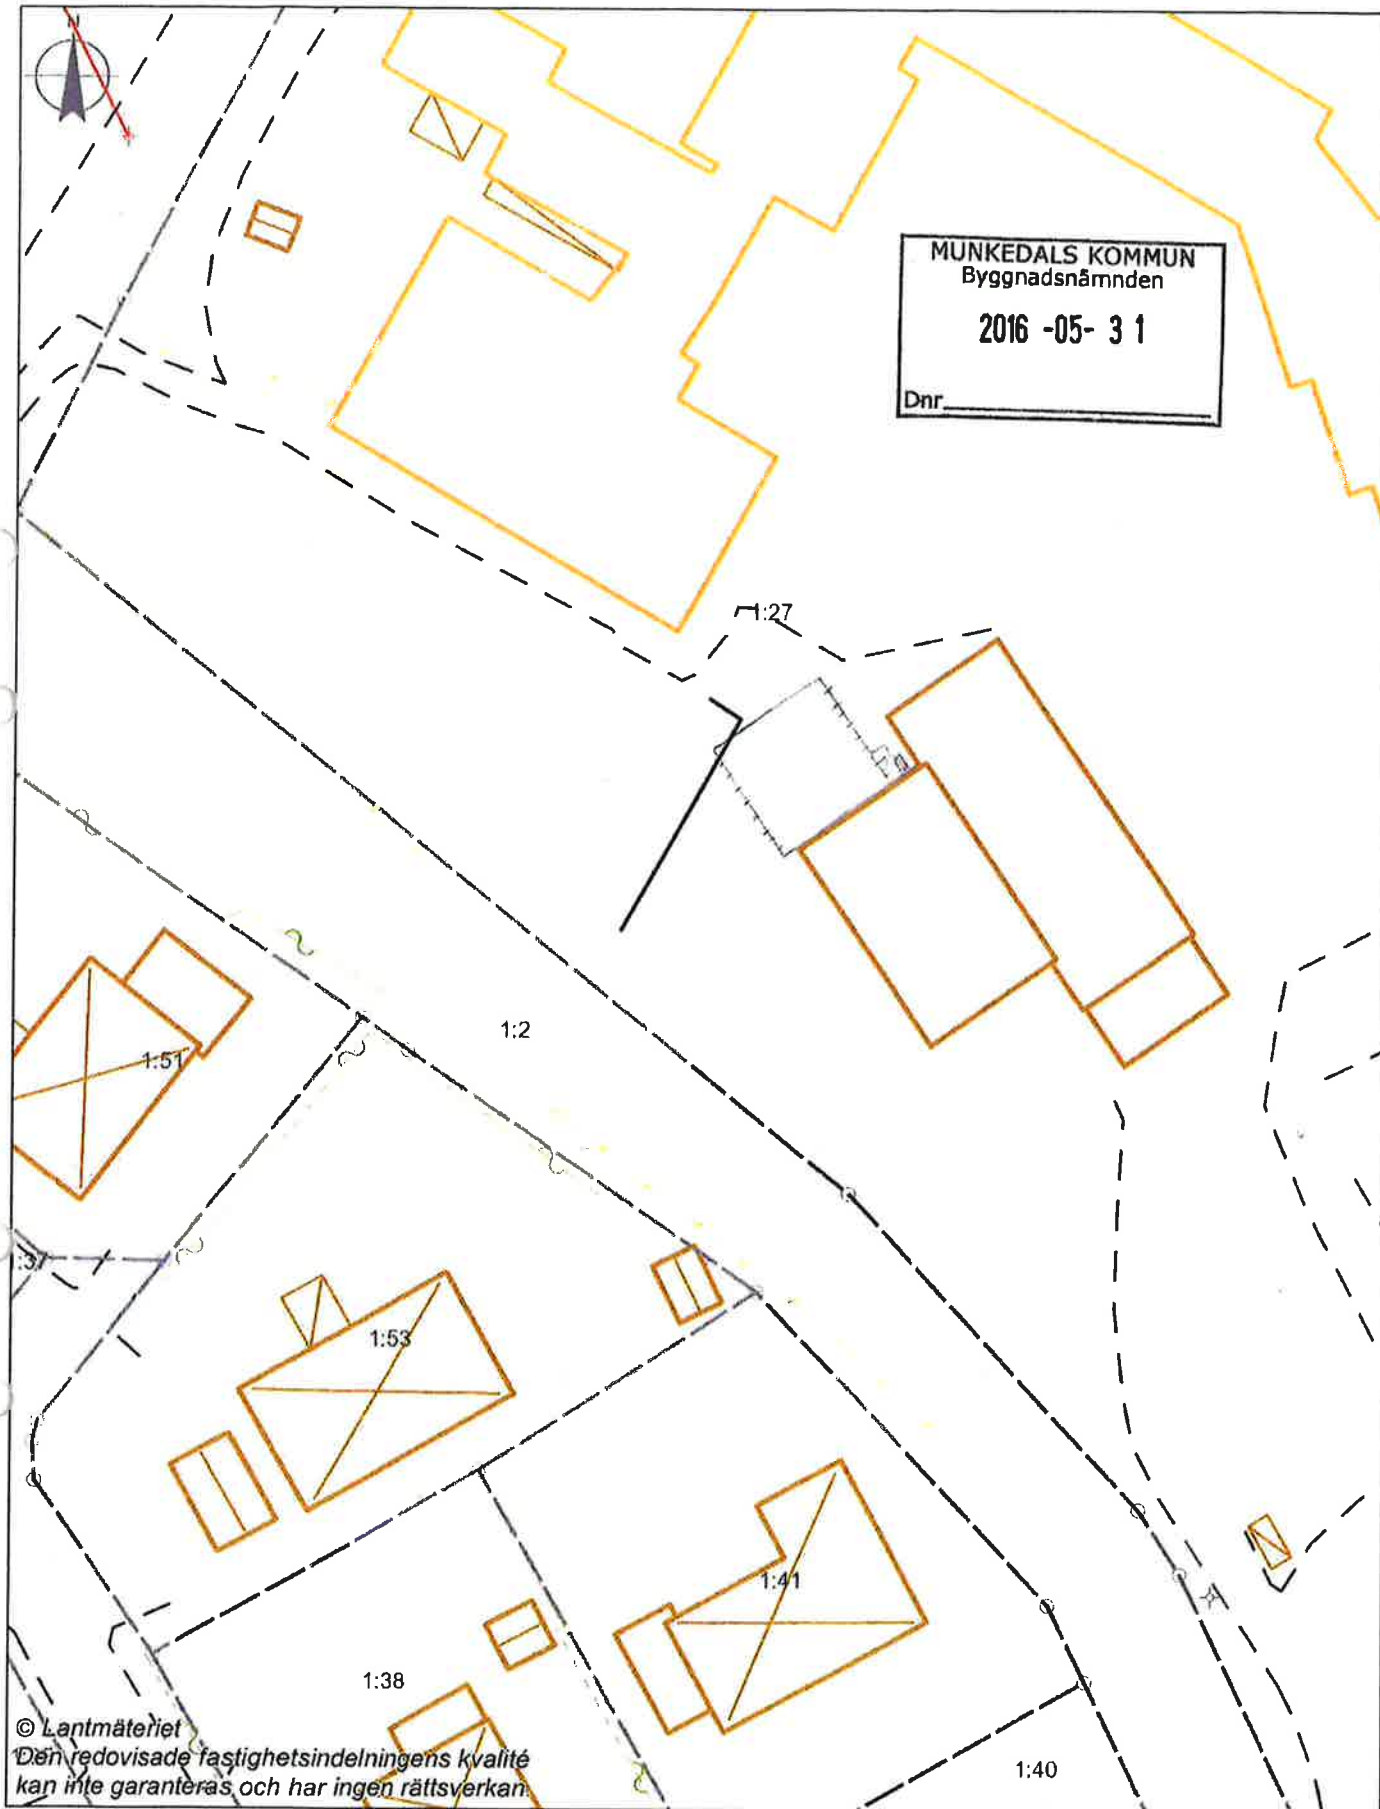 N
MUNKEDALS KOMMUN
Byggnadsnämnden
2016 -05- 3 1
Dnr
1:27
1:2
1:51
1:53
1:41
1:38
1:40
© Lantmäteriet
Den redovisade fastighetsindelningens kvalité
kan inte garanteras och har ingen rättsverkan.